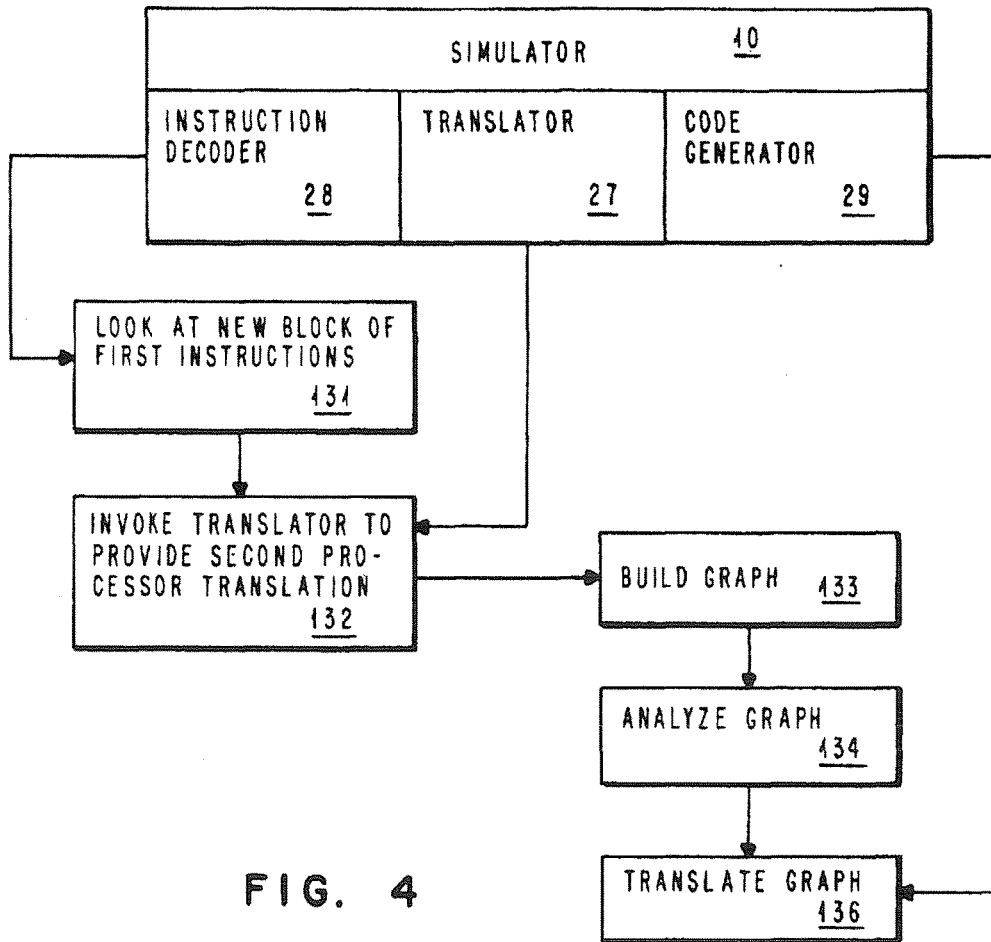 SIMULATOR 10
INSTRUCTION
DECODER
28
TRANSLATOR
27
CODE
GENERATOR
29
LOOK AT NEW BLOCK OF
FIRST INSTRUCTIONS
131
INVOKE TRANSLATOR TO
PROVIDE SECOND PRO-
CESSOR TRANSLATION
132
BUILD GRAPH 133
ANALYZE GRAPH
134
TRANSLATE GRAPH
136
FIG. 4